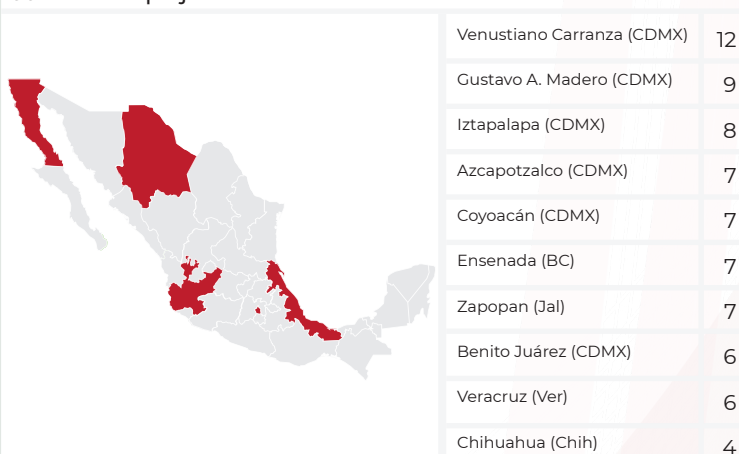 Venustiano Carranza (CDMX) 12
Gustavo A. Madero (CDMX) 9
Iztapalapa (CDMX) 8
Azcapotzalco (CDMX) 7
Coyoacán (CDMX) 7
Ensenada (BC) 7
Zapopan (Jal) 7
Benito Juárez (CDMX) 6
Veracruz (Ver) 6
Chihuahua (Chih) 4